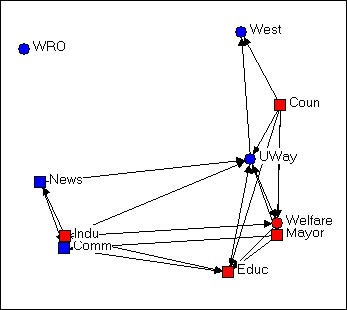 West
WRO
Coun
UWay
News
Welfare
Indu
Mayor
Comm
Educ